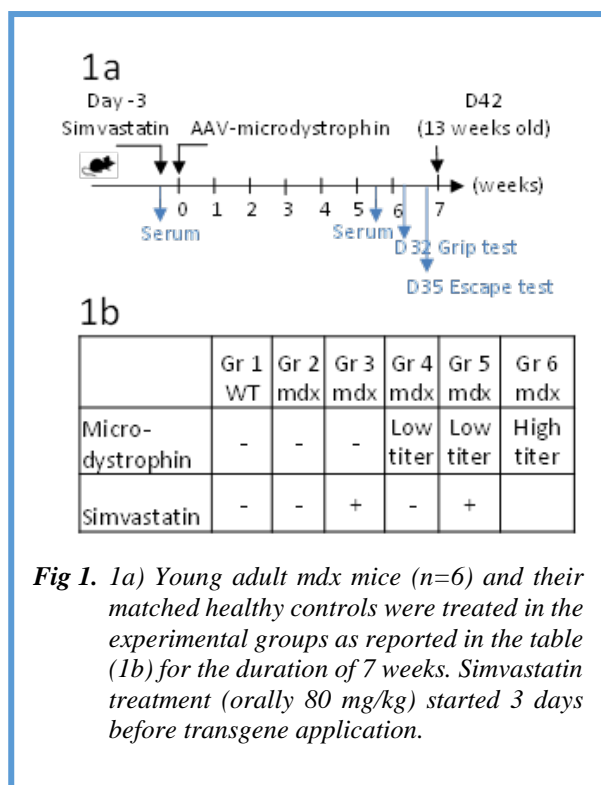 1a
Day -3
D42
Simvastatin AAV-microdystrophin (13 weeks old)
(weeks)
0 1 2 3 4 5 6 7
Serum Serum
D32 Grip test
D35 Escape test
1b
Gr 1 Gr 2 Gr 3 Gr 4 Gr 5 Gr 6
WT mdx mdx mdx mdx mdx
Micro- Low Low High
dystrophin - - - titer titer titer
Simvastatin - - + - +
Fig 1. 1a) Young adult mdx mice (n=6) and their
matched healthy controls were treated in the
experimental groups as reported in the table
(1b) for the duration of 7 weeks. Simvastatin
treatment (orally 80 mg/kg) started 3 days
before transgene application.